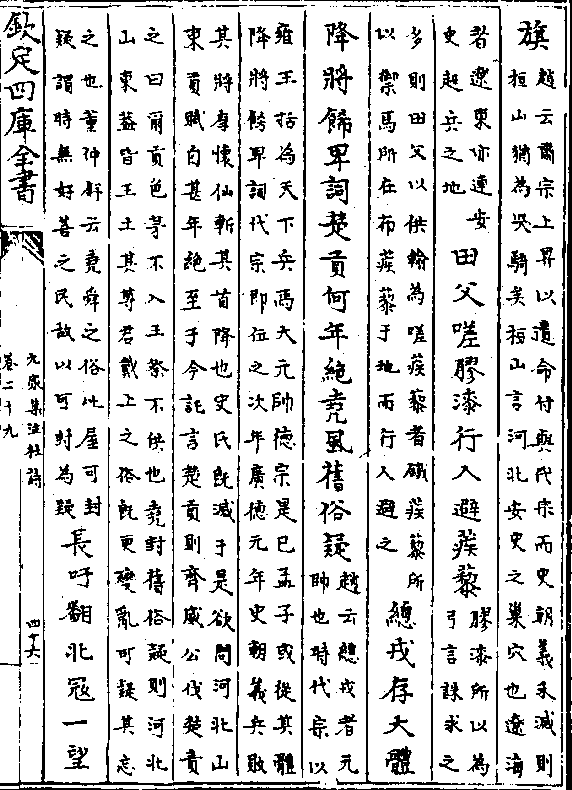 旗趙云肅宗上昇以遺命付與代宗而史朝義未滅則
桓山猶為突騎矣桓山言河北安史之巢穴也遼海
者遼東亦連安
史起兵之地田父嗟膠漆行人避蒺藜膠漆所以為
弓言誅求之
多則田父以供輸為嗟蒺藜者鐵蒺藜所
以禦馬所在布蒺藜于地而行人避之總戎存大體
降將飾卑詞楚貢何年絶堯風舊俗疑趙云總戎者元
帥也時代宗以
雍王括為天下兵馬大元帥德宗是已孟子或從其體
降將飾卑詞代宗即位之次年廣德元年史朝義兵敗
其將李懷仙斬其首降也史氏既滅于是欲問河北山
東貢賦自甚年絶至于今託言楚貢則齊威公伐楚責
之曰爾貢包茅不入王祭不供也堯封舊俗疑則河北
山東葢皆王土其尊君戴上之俗既更變亂可疑其忘
之也董仲舒云堯舜之俗比屋可封
疑謂時無好善之民故以可封為疑長吁翻北寇一望
欽定四庫全書
九家集注杜詩
卷二十九
四十六